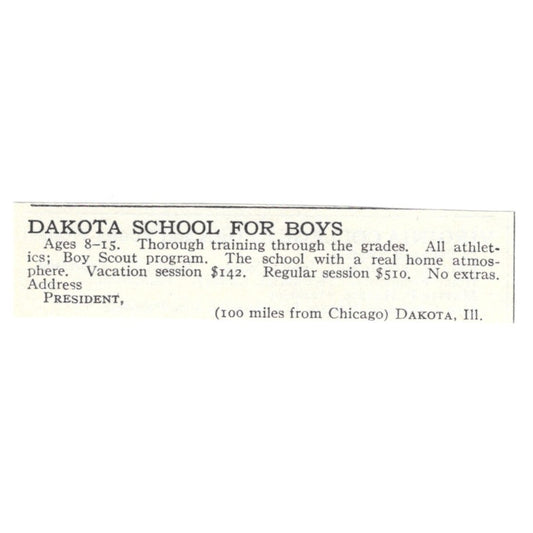 DAKOTA SCHOOL FOR BOYS
Ages 8–15. Thorough training through the grades. All athlet-
ics; Boy Scout program. The school with a real home atmos-
phere. Vacation session $142. Regular session $510. No extras.
Address
PRESIDENT,
(100 miles from Chicago) DAKOTA, Ill.